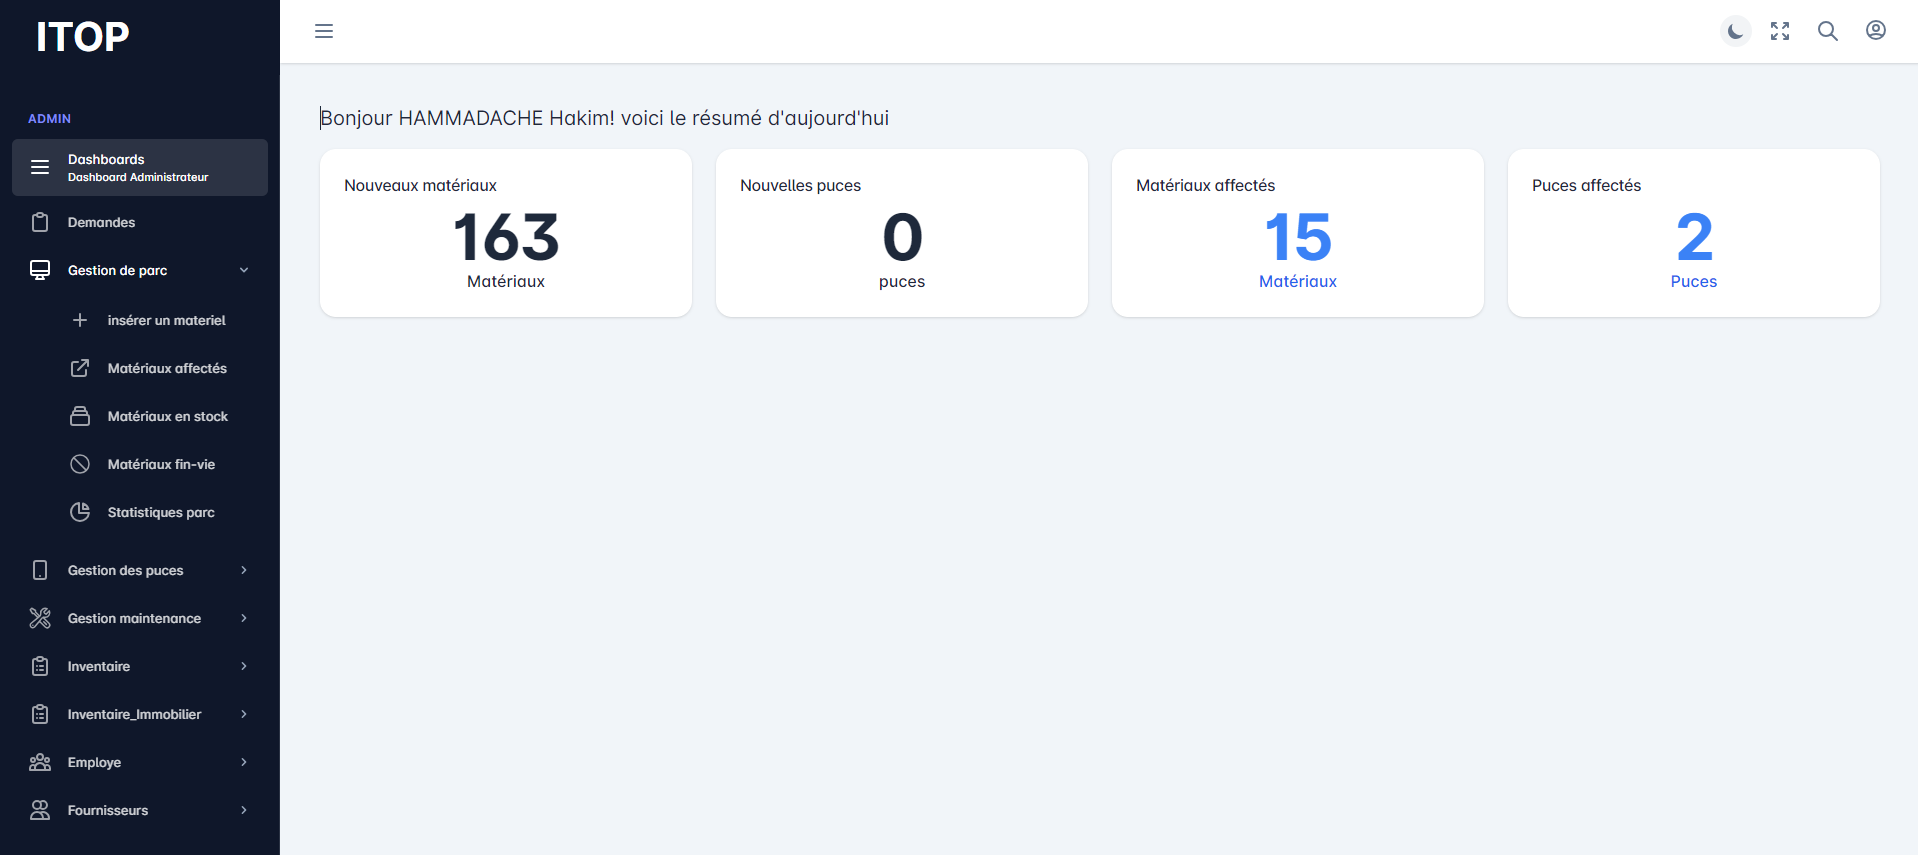 ITOP
ADMIN
Dashboards
Dashboard Administrateur
Demandes
Gestion de parc
insérer un materiel
Matériaux affectés
Matériaux en stock
Matériaux fin-vie
Statistiques parc
Gestion des puces
Gestion maintenance
Inventaire
Inventaire_Immobilier
Employe
Fournisseurs
Bonjour HAMMADACHE Hakim! voici le résumé d'aujourd'hui
Nouveaux matériaux
163
Matériaux
Nouvelles puces
0
puces
Matériaux affectés
15
Matériaux
Puces affectés
2
Puces